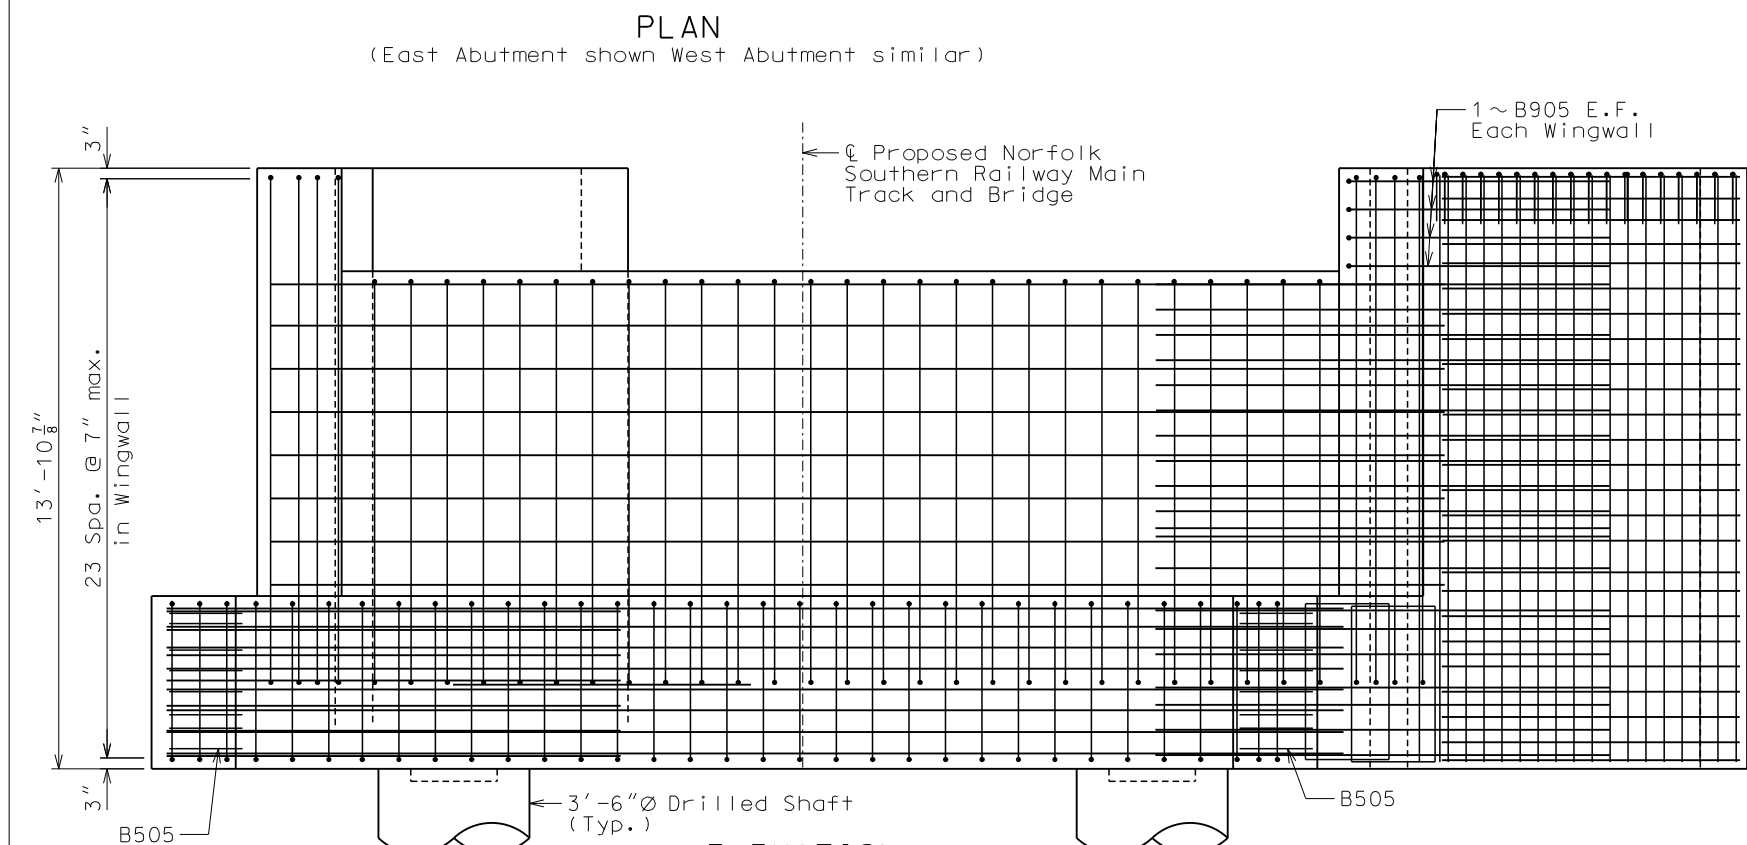 PLAN
(East Abutment shown West Abutment similar)
1~B905 E.F.
Each Wingwall
3"
℄ Proposed Norfolk
Southern Railway Main
Track and Bridge
13'-10⅞"
23 Spa. @ 7" max.
in Wingwall
3"
3'-6"Ø Drilled Shaft
(Typ.)
B505
B505